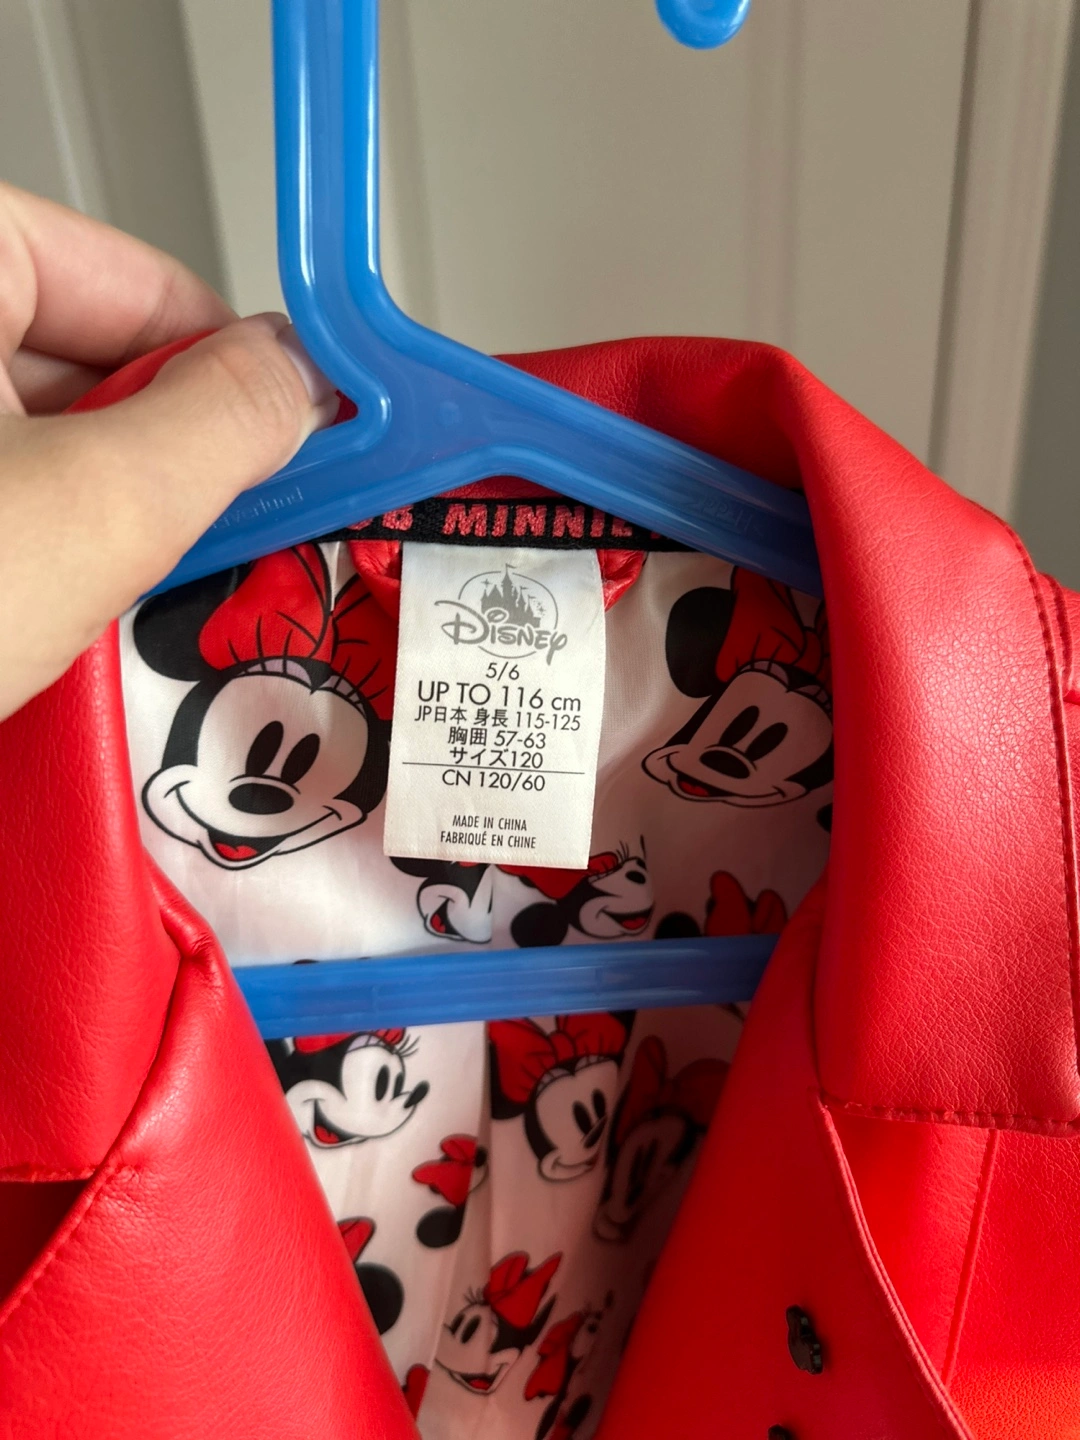 MINNIE
Disney
5/6
UP TO 116 cm
JP日本 身長 115-125
胸囲 57-63
サイズ120
CN 120/60
MADE IN CHINA
FABRIQUÉ EN CHINE